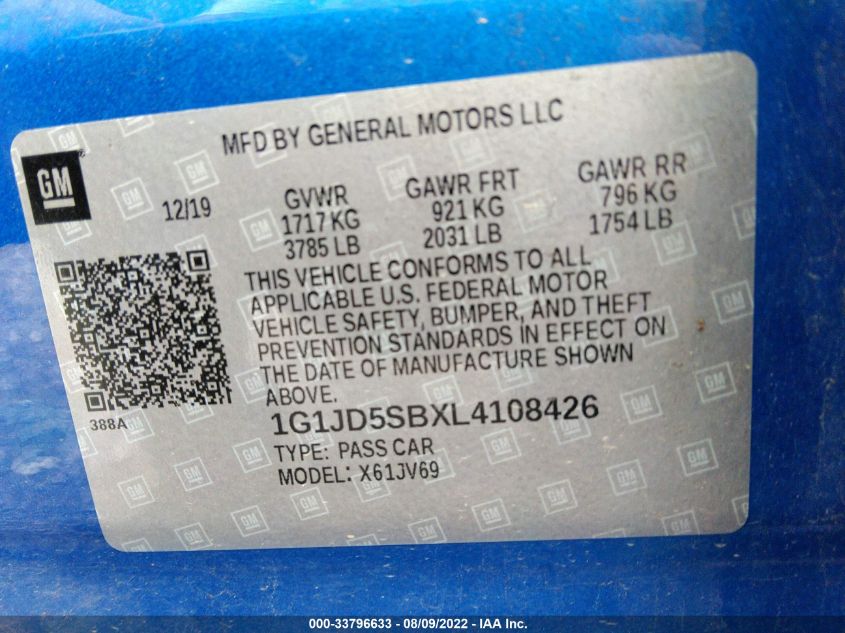 MFD BY GENERAL MOTORS LLC
GM
12/19
GVWR
1717 KG
3785 LB
GAWR FRT
921 KG
2031 LB
GAWR RR
796 KG
1754 LB
THIS VEHICLE CONFORMS TO ALL
APPLICABLE U.S. FEDERAL MOTOR
VEHICLE SAFETY, BUMPER, AND THEFT
PREVENTION STANDARDS IN EFFECT ON
THE DATE OF MANUFACTURE SHOWN
ABOVE.
388A
1G1JD5SBXL4108426
TYPE: PASS CAR
MODEL: X61JV69
000-33796633 - 08/09/2022 - IAA Inc.